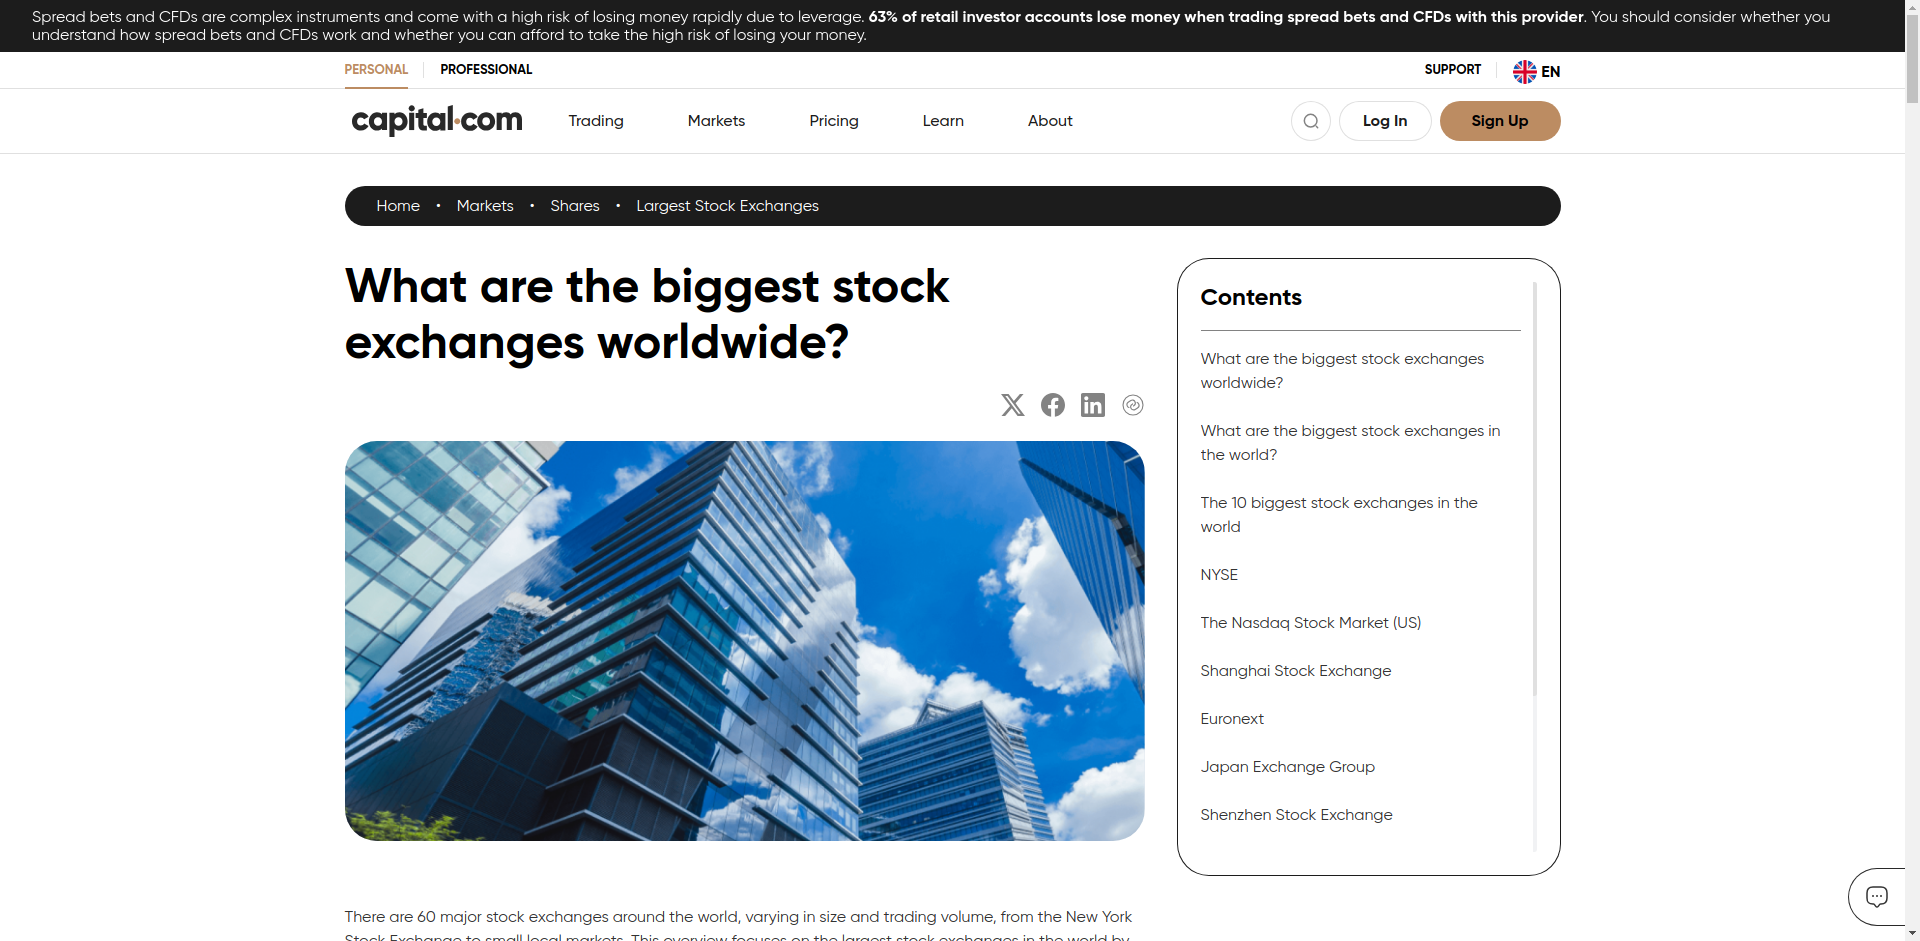 Spread bets and CFDs are complex instruments and come with a high risk of losing money rapidly due to leverage. 63% of retail investor accounts lose money when trading spread bets and CFDs with this provider. You should consider whether you
understand how spread bets and CFDs work and whether you can afford to take the high risk of losing your money.
PERSONAL PROFESSIONAL SUPPORT EN
capital.com Trading Markets Pricing Learn About Log In Sign Up
Home • Markets • Shares • Largest Stock Exchanges
What are the biggest stock
exchanges worldwide?
Contents
What are the biggest stock exchanges
worldwide?
What are the biggest stock exchanges in
the world?
The 10 biggest stock exchanges in the
world
NYSE
The Nasdaq Stock Market (US)
Shanghai Stock Exchange
Euronext
Japan Exchange Group
Shenzhen Stock Exchange
There are 60 major stock exchanges around the world, varying in size and trading volume, from the New York
Stock Exchange to small local markets. This overview focuses on the largest stock exchanges in the world by